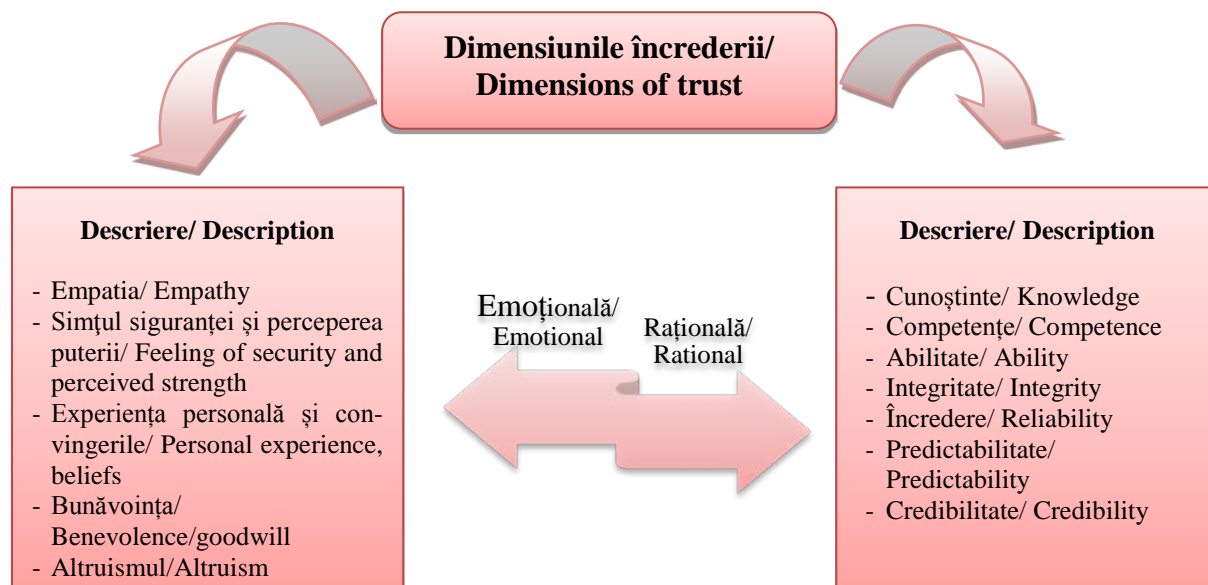 Dimensiunile încrederii/
Dimensions of trust
Descriere/ Description
- Empatia/ Empathy
- Simţul siguranței și perceperea
puterii/ Feeling of security and
perceived strength
- Experiența personală și con-
vingerile/ Personal experience,
beliefs
- Bunăvoința/
Benevolence/goodwill
- Altruismul/Altruism
Emoțională/
Emotional
Rațională/
Rational
Descriere/ Description
- Cunoștinte/ Knowledge
- Competențe/ Competence
- Abilitate/ Ability
- Integritate/ Integrity
- Încredere/ Reliability
- Predictabilitate/
Predictability
- Credibilitate/ Credibility